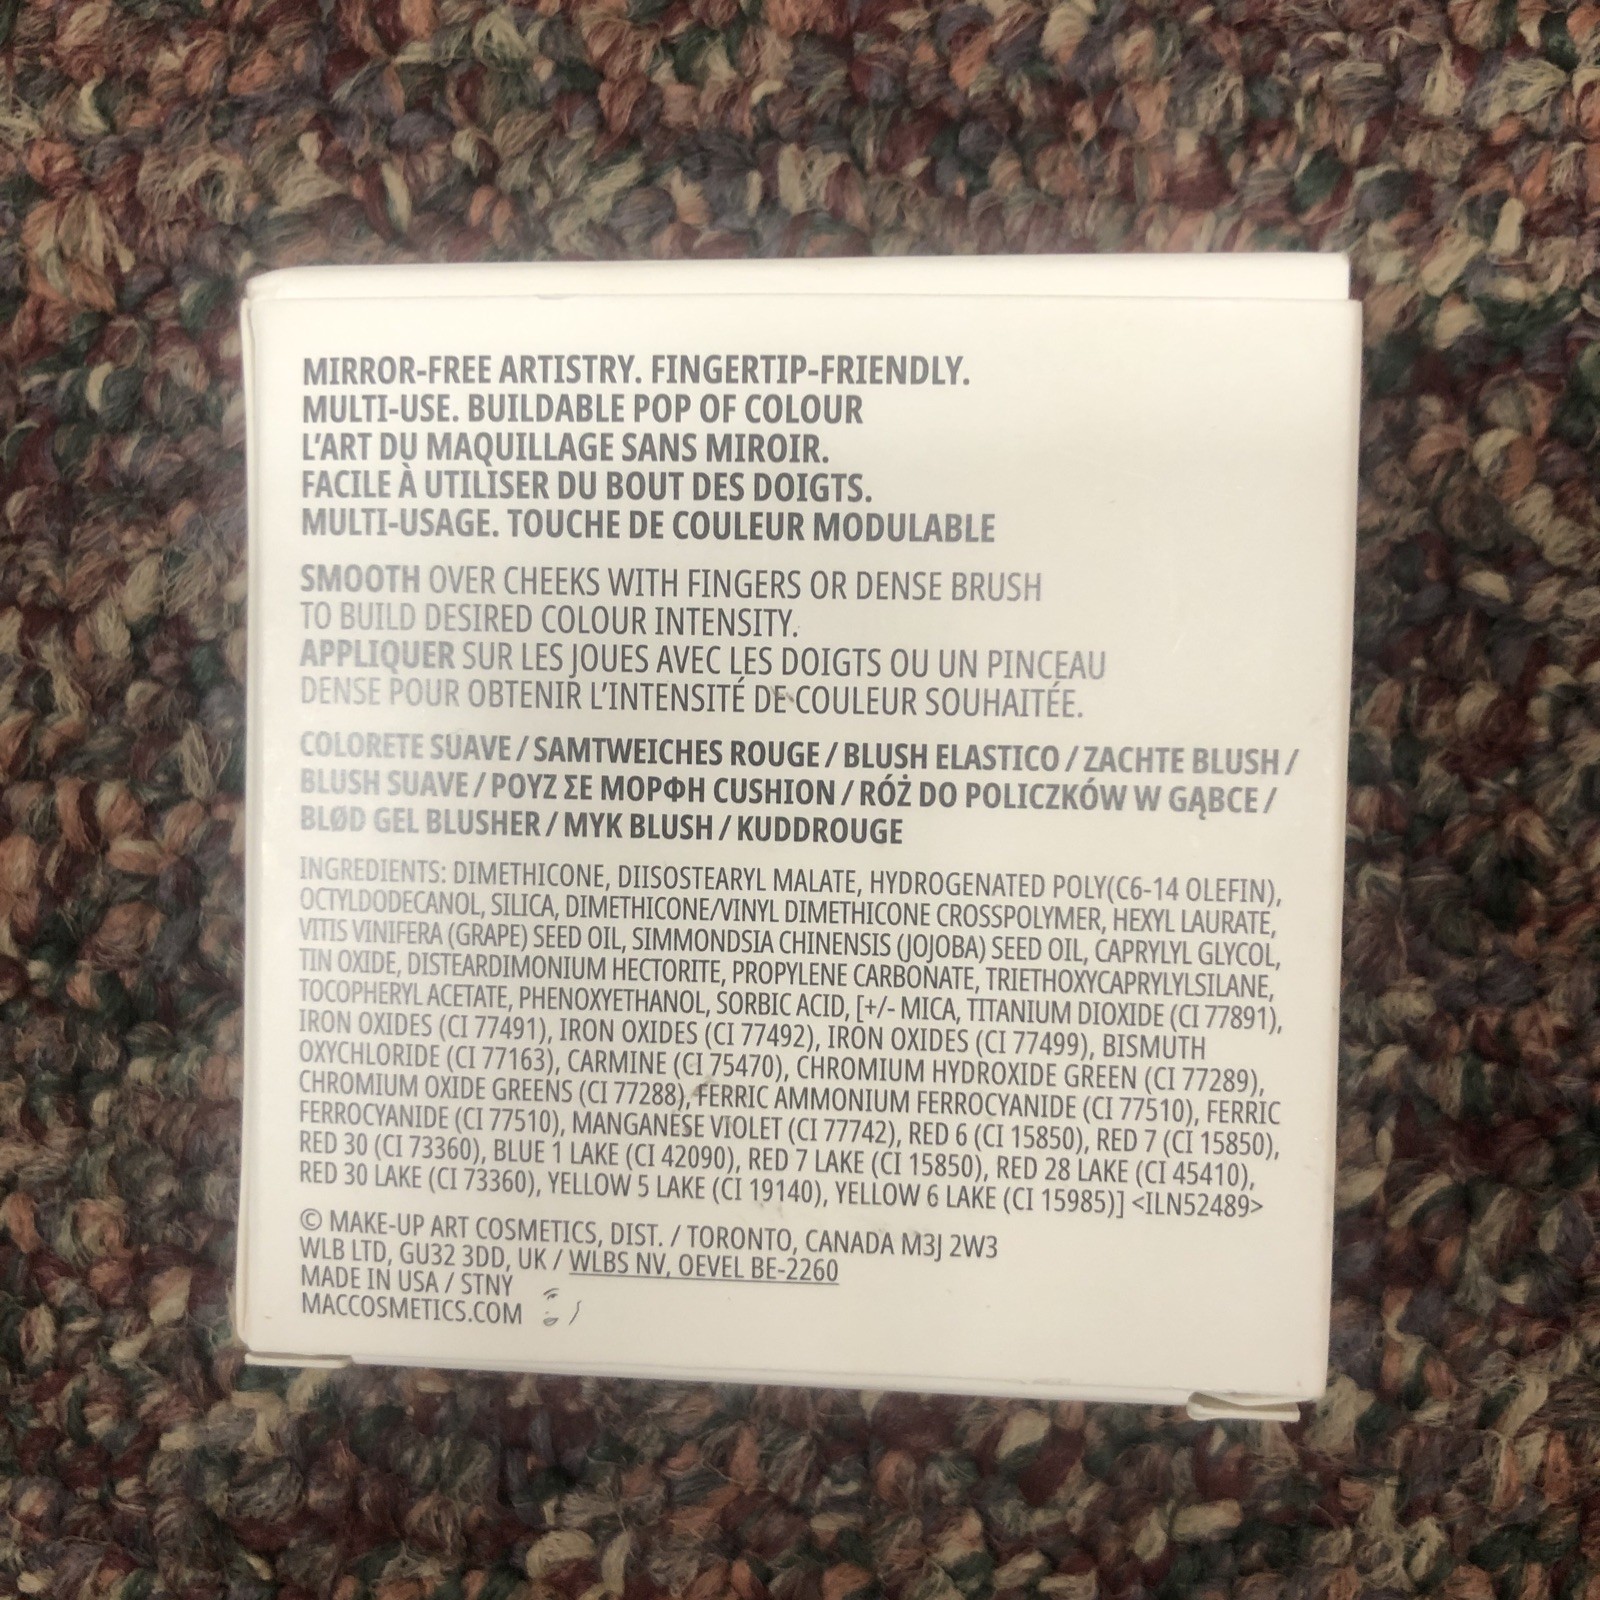 MIRROR-FREE ARTISTRY. FINGERTIP-FRIENDLY.
MULTI-USE. BUILDABLE POP OF COLOUR
L'ART DU MAQUILLAGE SANS MIROIR.
FACILE À UTILISER DU BOUT DES DOIGTS.
MULTI-USAGE. TOUCHE DE COULEUR MODULABLE
SMOOTH OVER CHEEKS WITH FINGERS OR DENSE BRUSH
TO BUILD DESIRED COLOUR INTENSITY.
APPLIQUER SUR LES JOUES AVEC LES DOIGTS OU UN PINCEAU
DENSE POUR OBTENIR L'INTENSITÉ DE COULEUR SOUHAITÉE.
COLORETE SUAVE / SAMTWEICHES ROUGE / BLUSH ELASTICO / ZACHTE BLUSH /
BLUSH SUAVE / ΡΟΥΖ ΣΕ ΜΟΡΦΗ CUSHION / RÓŻ DO POLICZKÓW W GĄBCE /
BLØD GEL BLUSHER / MYK BLUSH / KUDDROUGE
INGREDIENTS: DIMETHICONE, DIISOSTEARYL MALATE, HYDROGENATED POLY(C6-14 OLEFIN),
OCTYLDODECANOL, SILICA, DIMETHICONE/VINYL DIMETHICONE CROSSPOLYMER, HEXYL LAURATE,
VITIS VINIFERA (GRAPE) SEED OIL, SIMMONDSIA CHINENSIS (JOJOBA) SEED OIL, CAPRYLYL GLYCOL,
TIN OXIDE, DISTEARDIMONIUM HECTORITE, PROPYLENE CARBONATE, TRIETHOXYCAPRYLYLSILANE,
TOCOPHERYL ACETATE, PHENOXYETHANOL, SORBIC ACID, [+/- MICA, TITANIUM DIOXIDE (CI 77891),
IRON OXIDES (CI 77491), IRON OXIDES (CI 77492), IRON OXIDES (CI 77499), BISMUTH
OXYCHLORIDE (CI 77163), CARMINE (CI 75470), CHROMIUM HYDROXIDE GREEN (CI 77289),
CHROMIUM OXIDE GREENS (CI 77288), FERRIC AMMONIUM FERROCYANIDE (CI 77510), FERRIC
FERROCYANIDE (CI 77510), MANGANESE VIOLET (CI 77742), RED 6 (CI 15850), RED 7 (CI 15850),
RED 30 (CI 73360), BLUE 1 LAKE (CI 42090), RED 7 LAKE (CI 15850), RED 28 LAKE (CI 45410),
RED 30 LAKE (CI 73360), YELLOW 5 LAKE (CI 19140), YELLOW 6 LAKE (CI 15985)] <ILN52489>
© MAKE-UP ART COSMETICS, DIST. / TORONTO, CANADA M3J 2W3
WLB LTD, GU32 3DD, UK / WLBS NV, OEVEL BE-2260
MADE IN USA / STNY
MACCOSMETICS.COM